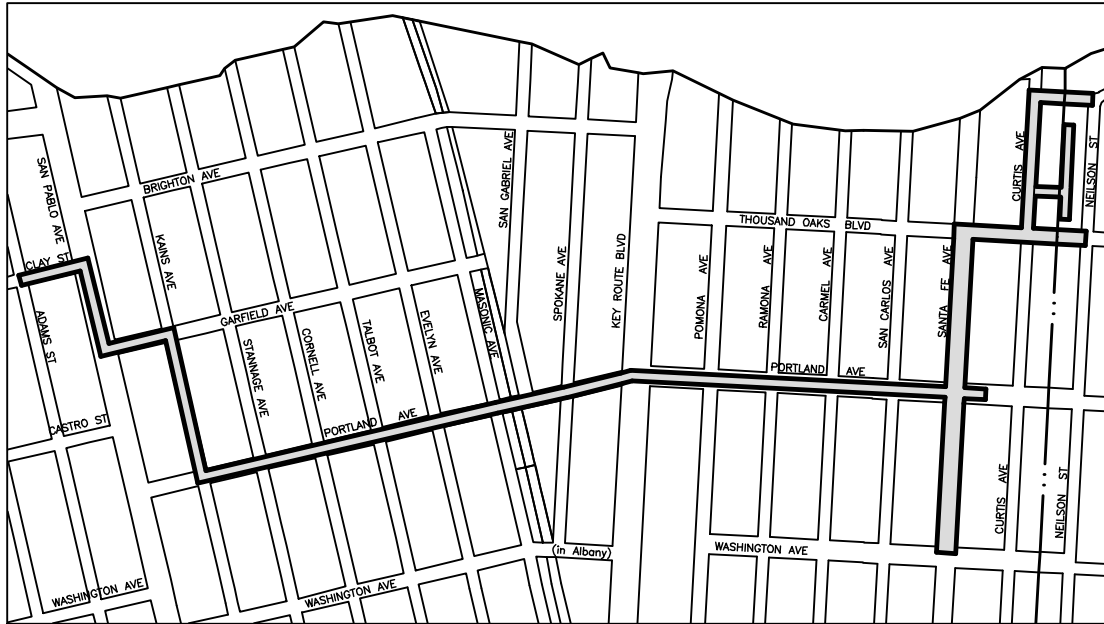 SAN PABLO AVE
BRIGHTON AVE
CLAY ST
KAINS AVE
ADAMS ST
GARFIELD AVE
STANNAGE AVE
CORNELL AVE
TALBOT AVE
EVELYN AVE
MASONIC AVE
CASTRO ST
PORTLAND AVE
WASHINGTON AVE
WASHINGTON AVE
SAN GABRIEL AVE
SPOKANE AVE
KEY ROUTE BLVD
(in Albany)
POMONA AVE
RAMONA AVE
CARMEL AVE
SAN CARLOS AVE
SANTA FE AVE
THOUSAND OAKS BLVD
PORTLAND AVE
WASHINGTON AVE
CURTIS AVE
NEILSON ST
CURTIS AVE
NEILSON ST